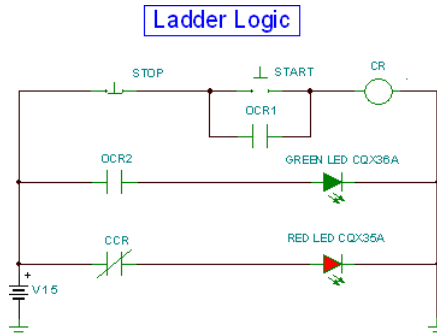 Ladder Logic
STOP
START
CR
OCR1
OCR2
GREEN LED CQX36A
CCR
RED LED CQX35A
+
V15